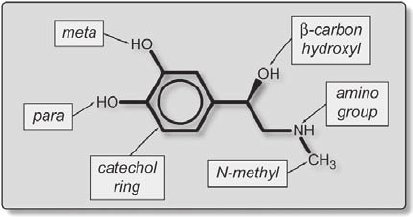 meta
HO
β-carbon
hydroxyl
OH
para
HO
amino
group
NH
catechol
ring
N-methyl
CH₃